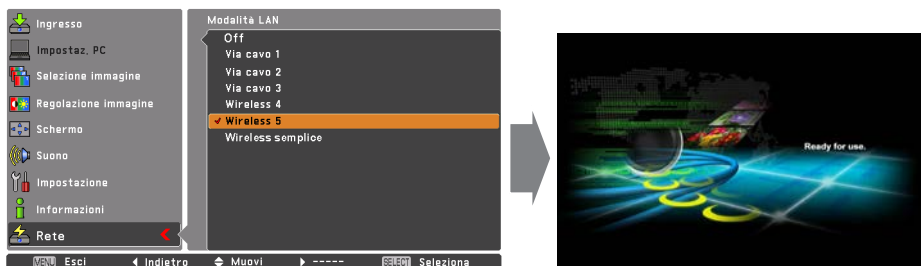 Ingresso
Impostaz. PC
Selezione immagine
Regolazione immagine
Schermo
Suono
Impostazione
Informazioni
Rete
Modalità LAN
Off
Via cavo 1
Via cavo 2
Via cavo 3
Wireless 4
Wireless 5
Wireless semplice
MENU Esci Indietro Muovi ----- SELECT Seleziona
Ready for use.